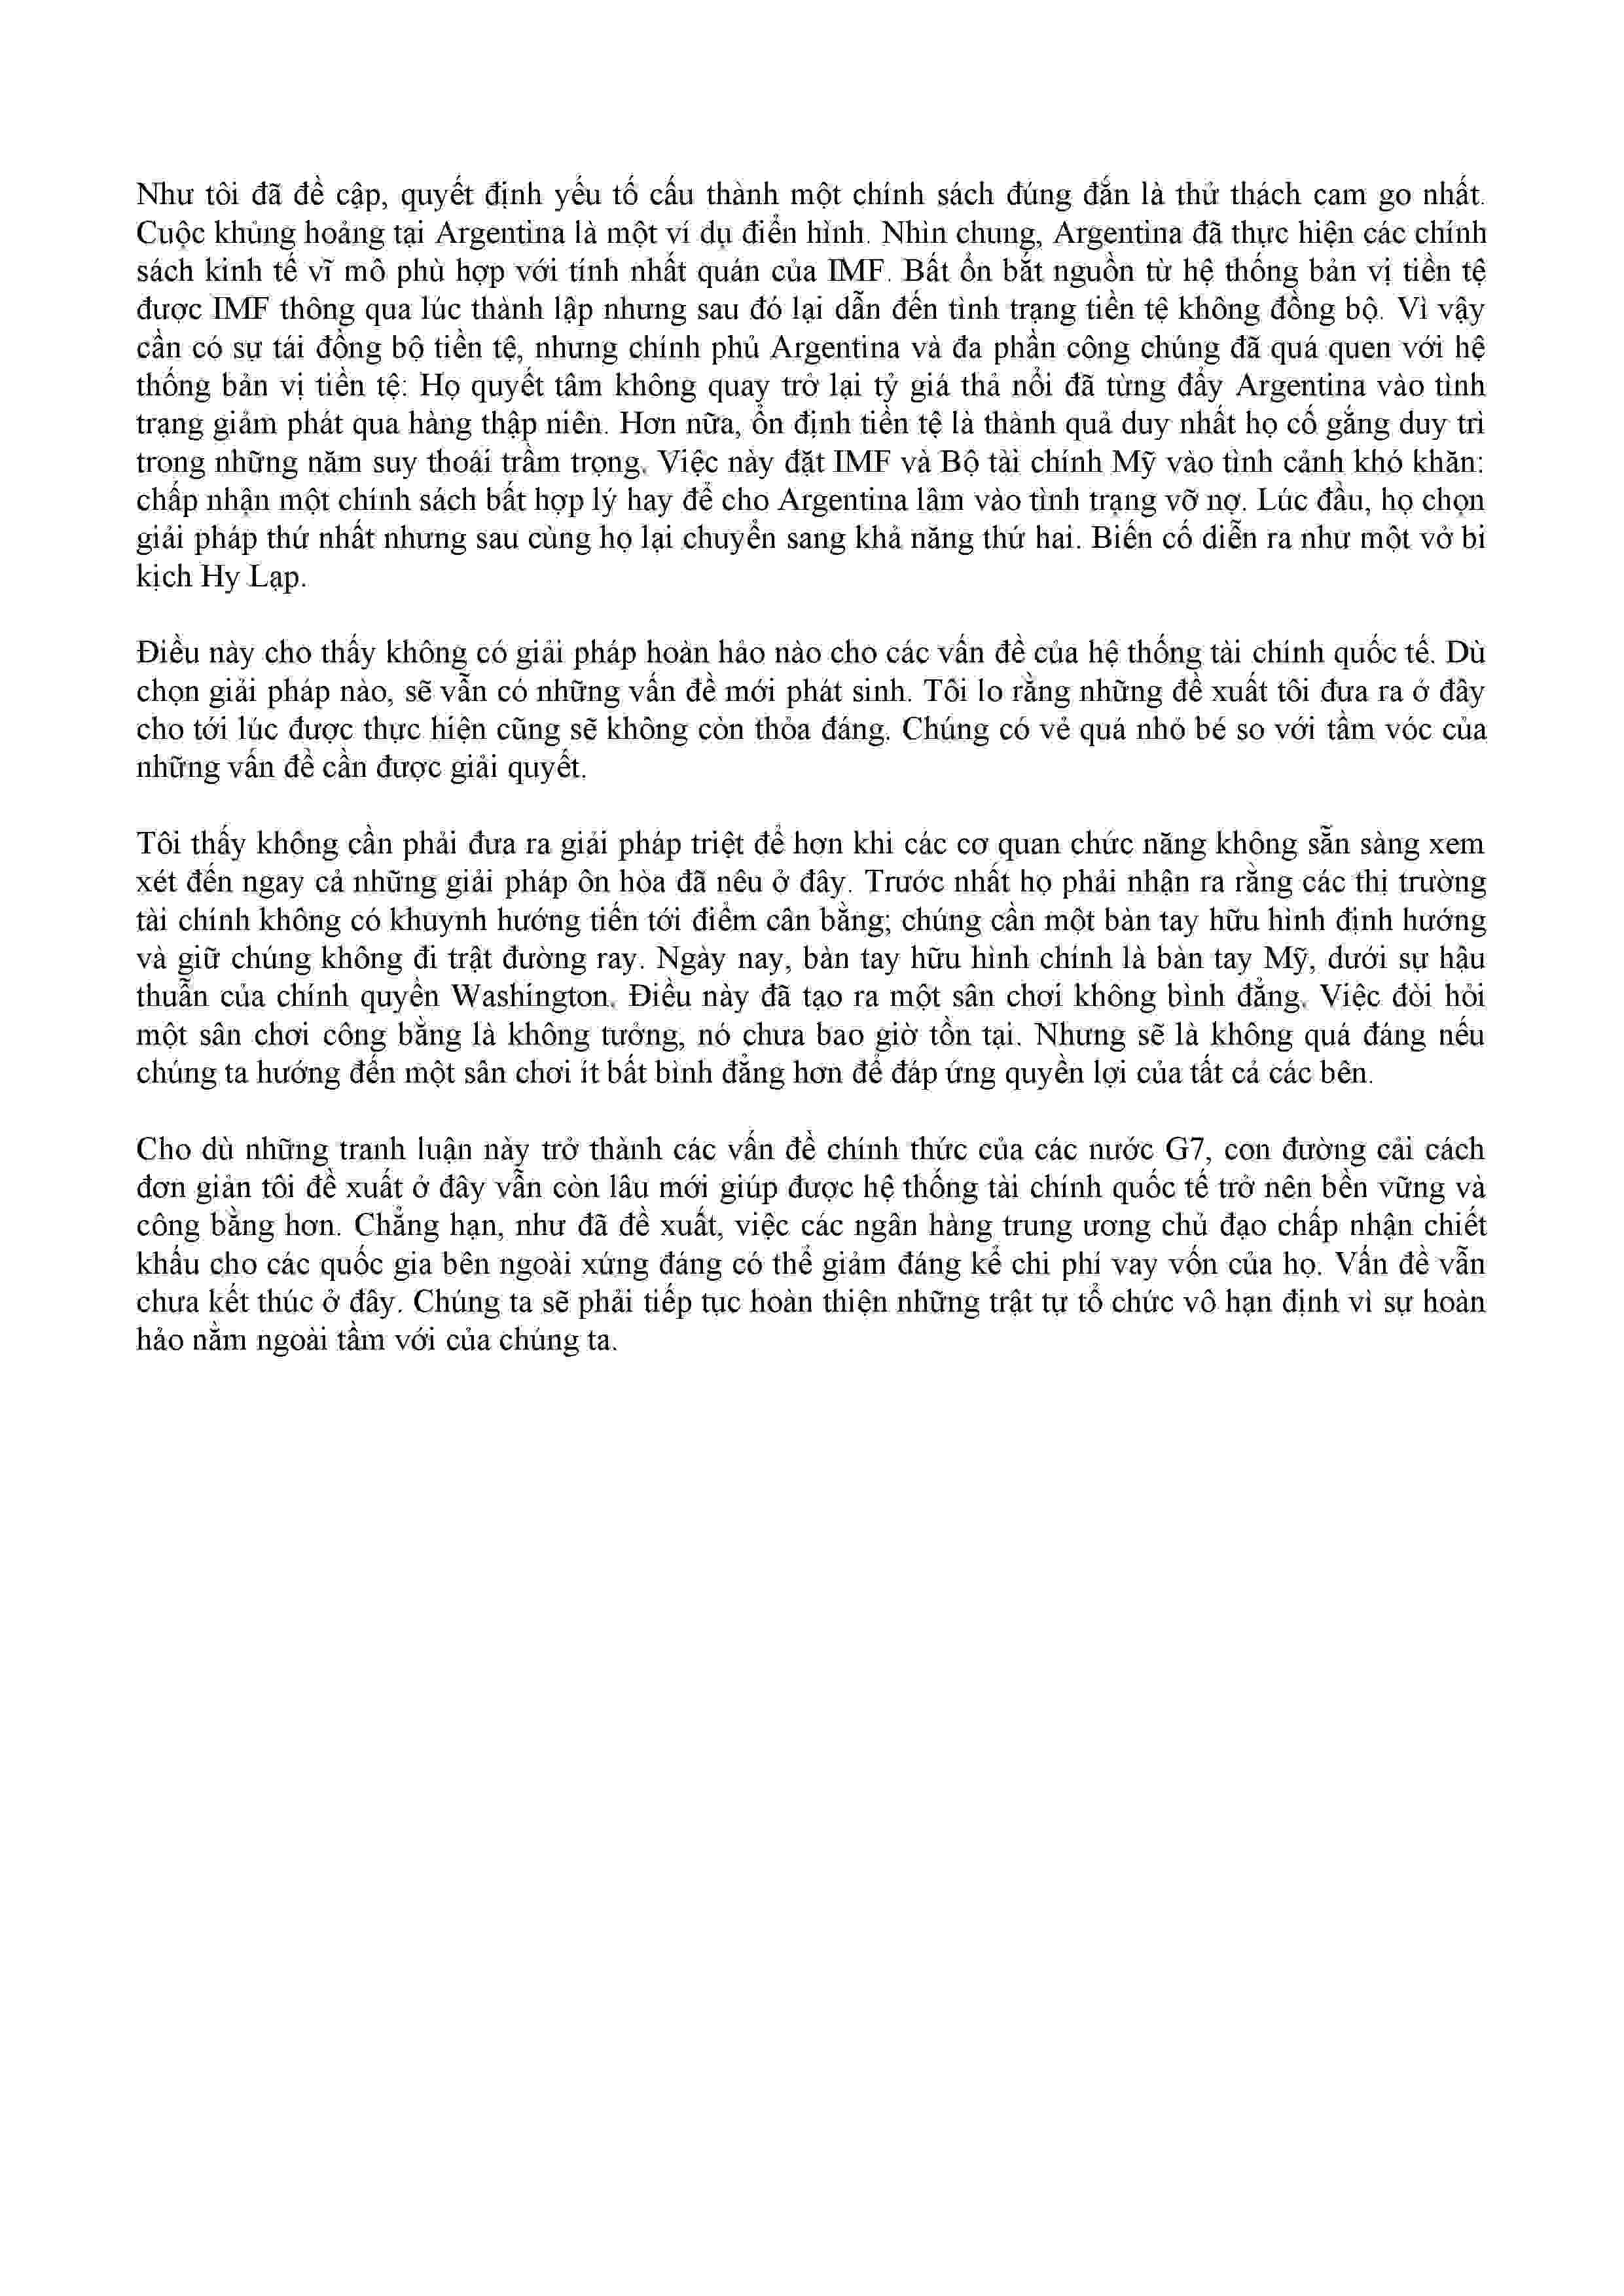 Như tôi đã đề cập, quyết định yếu tố cấu thành một chính sách đúng đắn là thử thách cam go nhất.
Cuộc khủng hoảng tại Argentina là một ví dụ điển hình. Nhìn chung, Argentina đã thực hiện các chính
sách kinh tế vĩ mô phù hợp với tính nhất quán của IMF. Bất ổn bắt nguồn từ hệ thống bản vị tiền tệ
được IMF thông qua lúc thành lập nhưng sau đó lại dẫn đến tình trạng tiền tệ không đồng bộ. Vì vậy
cần có sự tái đồng bộ tiền tệ, nhưng chính phủ Argentina và đa phần công chúng đã quá quen với hệ
thống bản vị tiền tệ: Họ quyết tâm không quay trở lại tỷ giá thả nổi đã từng đẩy Argentina vào tình
trạng giảm phát qua hàng thập niên. Hơn nữa, ổn định tiền tệ là thành quả duy nhất họ cố gắng duy trì
trong những năm suy thoái trầm trọng. Việc này đặt IMF và Bộ tài chính Mỹ vào tình cảnh khó khăn:
chấp nhận một chính sách bất hợp lý hay để cho Argentina lâm vào tình trạng vỡ nợ. Lúc đầu, họ chọn
giải pháp thứ nhất nhưng sau cùng họ lại chuyển sang khả năng thứ hai. Biến cố diễn ra như một vở bi
kịch Hy Lạp.
Điều này cho thấy không có giải pháp hoàn hảo nào cho các vấn đề của hệ thống tài chính quốc tế. Dù
chọn giải pháp nào, sẽ vẫn có những vấn đề mới phát sinh. Tôi lo rằng những đề xuất tôi đưa ra ở đây
cho tới lúc được thực hiện cũng sẽ không còn thỏa đáng. Chúng có vẻ quá nhỏ bé so với tầm vóc của
những vấn đề cần được giải quyết.
Tôi thấy không cần phải đưa ra giải pháp triệt để hơn khi các cơ quan chức năng không sẵn sàng xem
xét đến ngay cả những giải pháp ôn hòa đã nêu ở đây. Trước nhất họ phải nhận ra rằng các thị trường
tài chính không có khuynh hướng tiến tới điểm cân bằng; chúng cần một bàn tay hữu hình định hướng
và giữ chúng không đi trật đường ray. Ngày nay, bàn tay hữu hình chính là bàn tay Mỹ, dưới sự hậu
thuẫn của chính quyền Washington. Điều này đã tạo ra một sân chơi không bình đẳng. Việc đòi hỏi
một sân chơi công bằng là không tưởng, nó chưa bao giờ tồn tại. Nhưng sẽ là không quá đáng nếu
chúng ta hướng đến một sân chơi ít bất bình đẳng hơn để đáp ứng quyền lợi của tất cả các bên.
Cho dù những tranh luận này trở thành các vấn đề chính thức của các nước G7, con đường cải cách
đơn giản tôi đề xuất ở đây vẫn còn lâu mới giúp được hệ thống tài chính quốc tế trở nên bền vững và
công bằng hơn. Chẳng hạn, như đã đề xuất, việc các ngân hàng trung ương chủ đạo chấp nhận chiết
khấu cho các quốc gia bên ngoài xứng đáng có thể giảm đáng kể chi phí vay vốn của họ. Vấn đề vẫn
chưa kết thúc ở đây. Chúng ta sẽ phải tiếp tục hoàn thiện những trật tự tổ chức vô hạn định vì sự hoàn
hảo nằm ngoài tầm với của chúng ta.